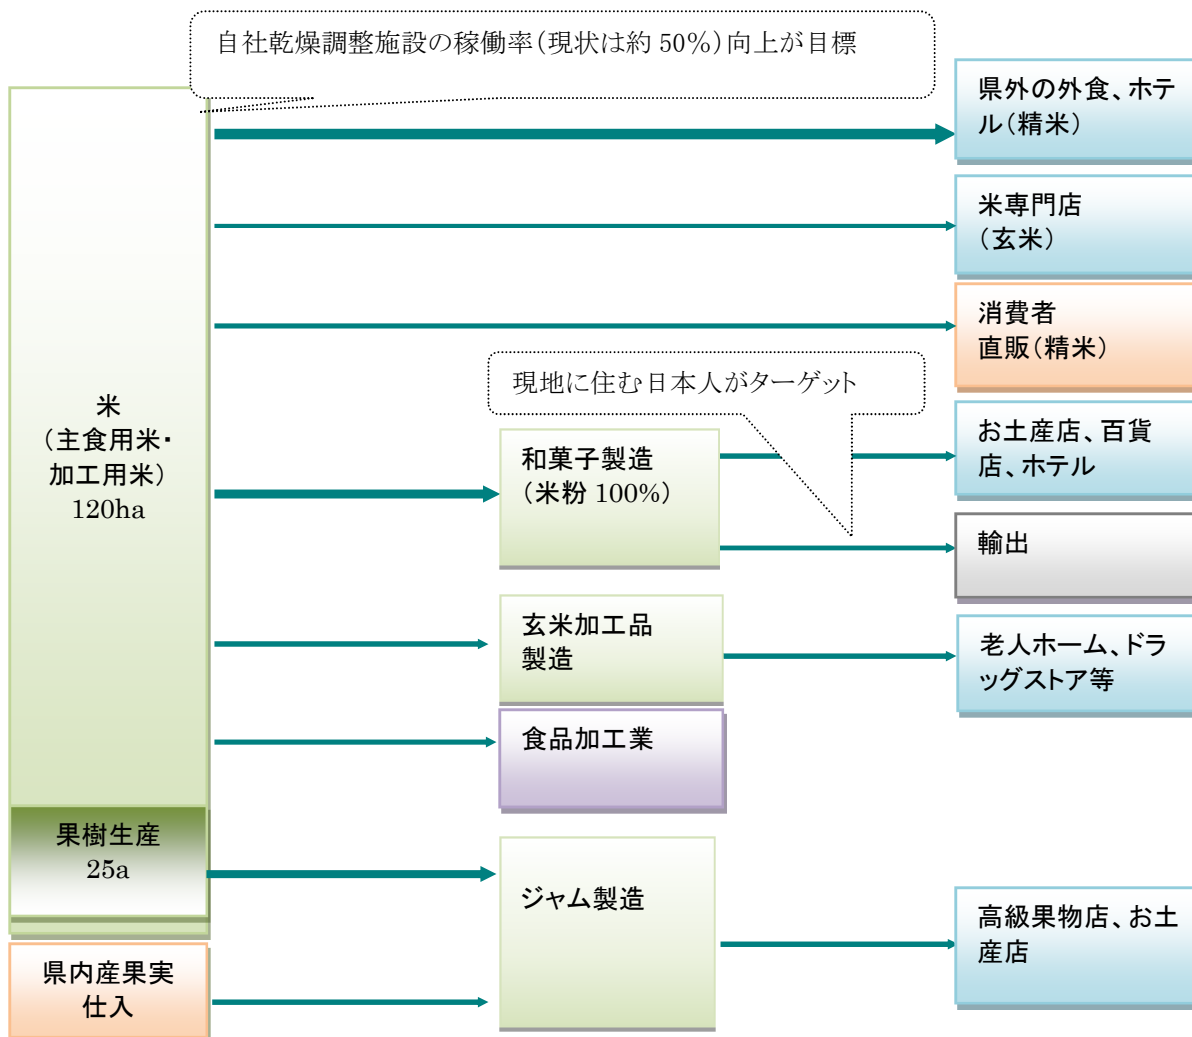 自社乾燥調整施設の稼働率(現状は約 50%)向上が目標
県外の外食、ホテ
ル(精米)
米専門店
(玄米)
消費者
直販(精米)
現地に住む日本人がターゲット
米
(主食用米・
加工用米)
120ha
和菓子製造
(米粉 100%)
お土産店、百貨
店、ホテル
輸出
玄米加工品
製造
老人ホーム、ドラ
ッグストア等
食品加工業
果樹生産
25a
ジャム製造
高級果物店、お土
産店
県内産果実
仕入